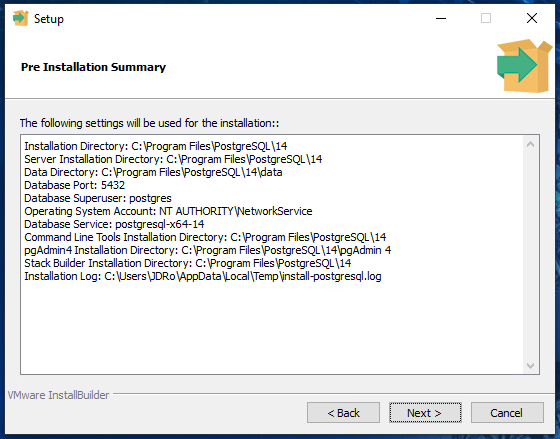 Setup
Pre Installation Summary
The following settings will be used for the installation::
Installation Directory: C:\Program Files\PostgreSQL\14
Server Installation Directory: C:\Program Files\PostgreSQL\14
Data Directory: C:\Program Files\PostgreSQL\14\data
Database Port: 5432
Database Superuser: postgres
Operating System Account: NT AUTHORITY\NetworkService
Database Service: postgresql-x64-14
Command Line Tools Installation Directory: C:\Program Files\PostgreSQL\14
pgAdmin4 Installation Directory: C:\Program Files\PostgreSQL\14\pgAdmin 4
Stack Builder Installation Directory: C:\Program Files\PostgreSQL\14
Installation Log: C:\Users\JDRo\AppData\Local\Temp\install-postgresql.log
VMware InstallBuilder
< Back
Next >
Cancel